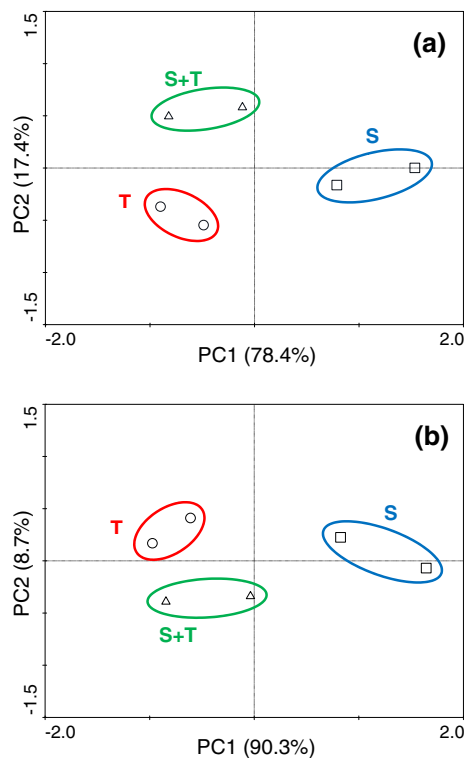 1.5
(a)
S+T
S
T
PC2 (17.4%)
-1.5
-2.0
2.0
PC1 (78.4%)
1.5
(b)
T
S
PC2 (8.7%)
S+T
-1.5
-2.0
2.0
PC1 (90.3%)